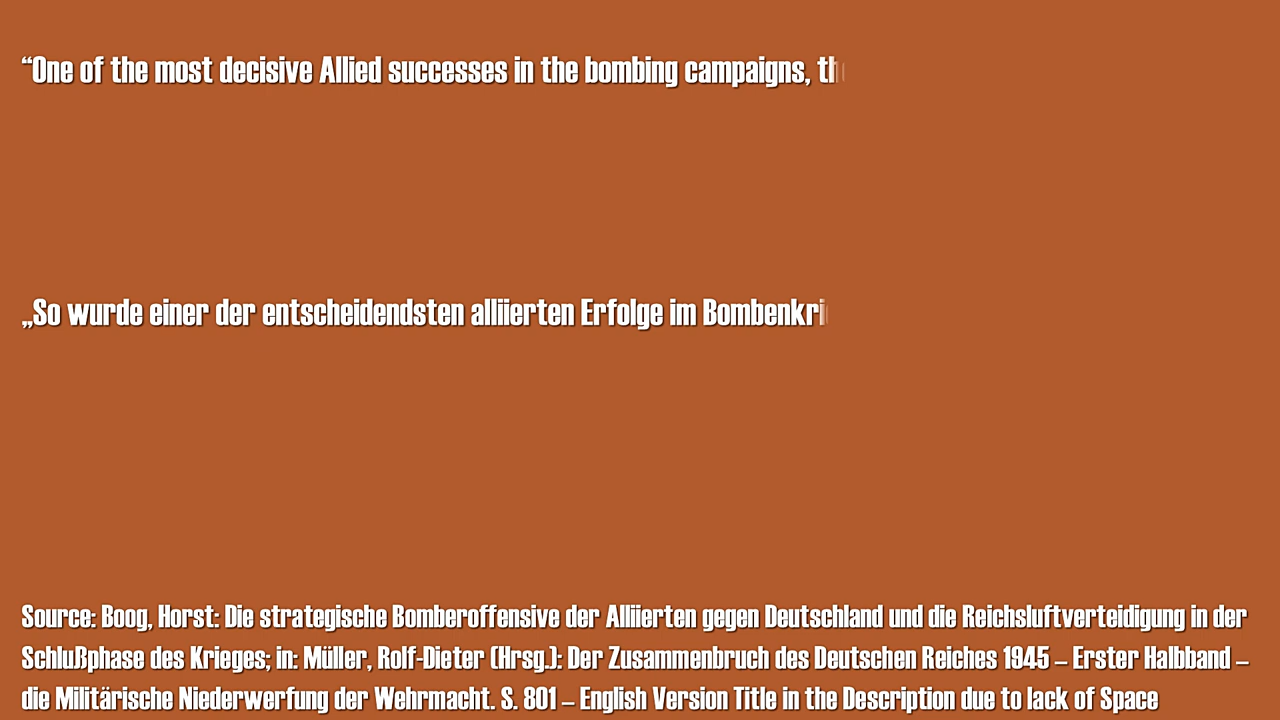 “One of the most decisive Allied successes in the bombing campaigns,
„So wurde einer der entscheidendsten alliierten Erfolge im
Source: Boog, Horst: Die strategische Bomberoffensive der Alliierten gegen Deutschland und die Reichsluftverteidigung in der
Schlußphase des Krieges; in: Müller, Rolf-Dieter (Hrsg.): Der Zusammenbruch des Deutschen Reiches 1945 – Erster Halbband –
die Militärische Niederwerfung der Wehrmacht. S. 801 – English Version Title in the Description due to lack of Space